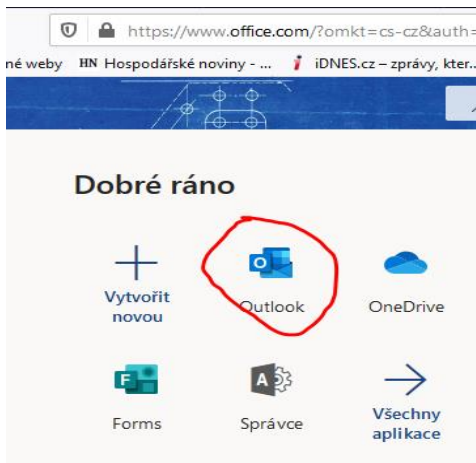 https://www.office.com/?omkt=cs-cz&auth=
né weby HN Hospodářské noviny - ... iDNES.cz – zprávy, kter...
Dobré ráno
Vytvořit
novou
Outlook
OneDrive
Forms
Správce
Všechny
aplikace